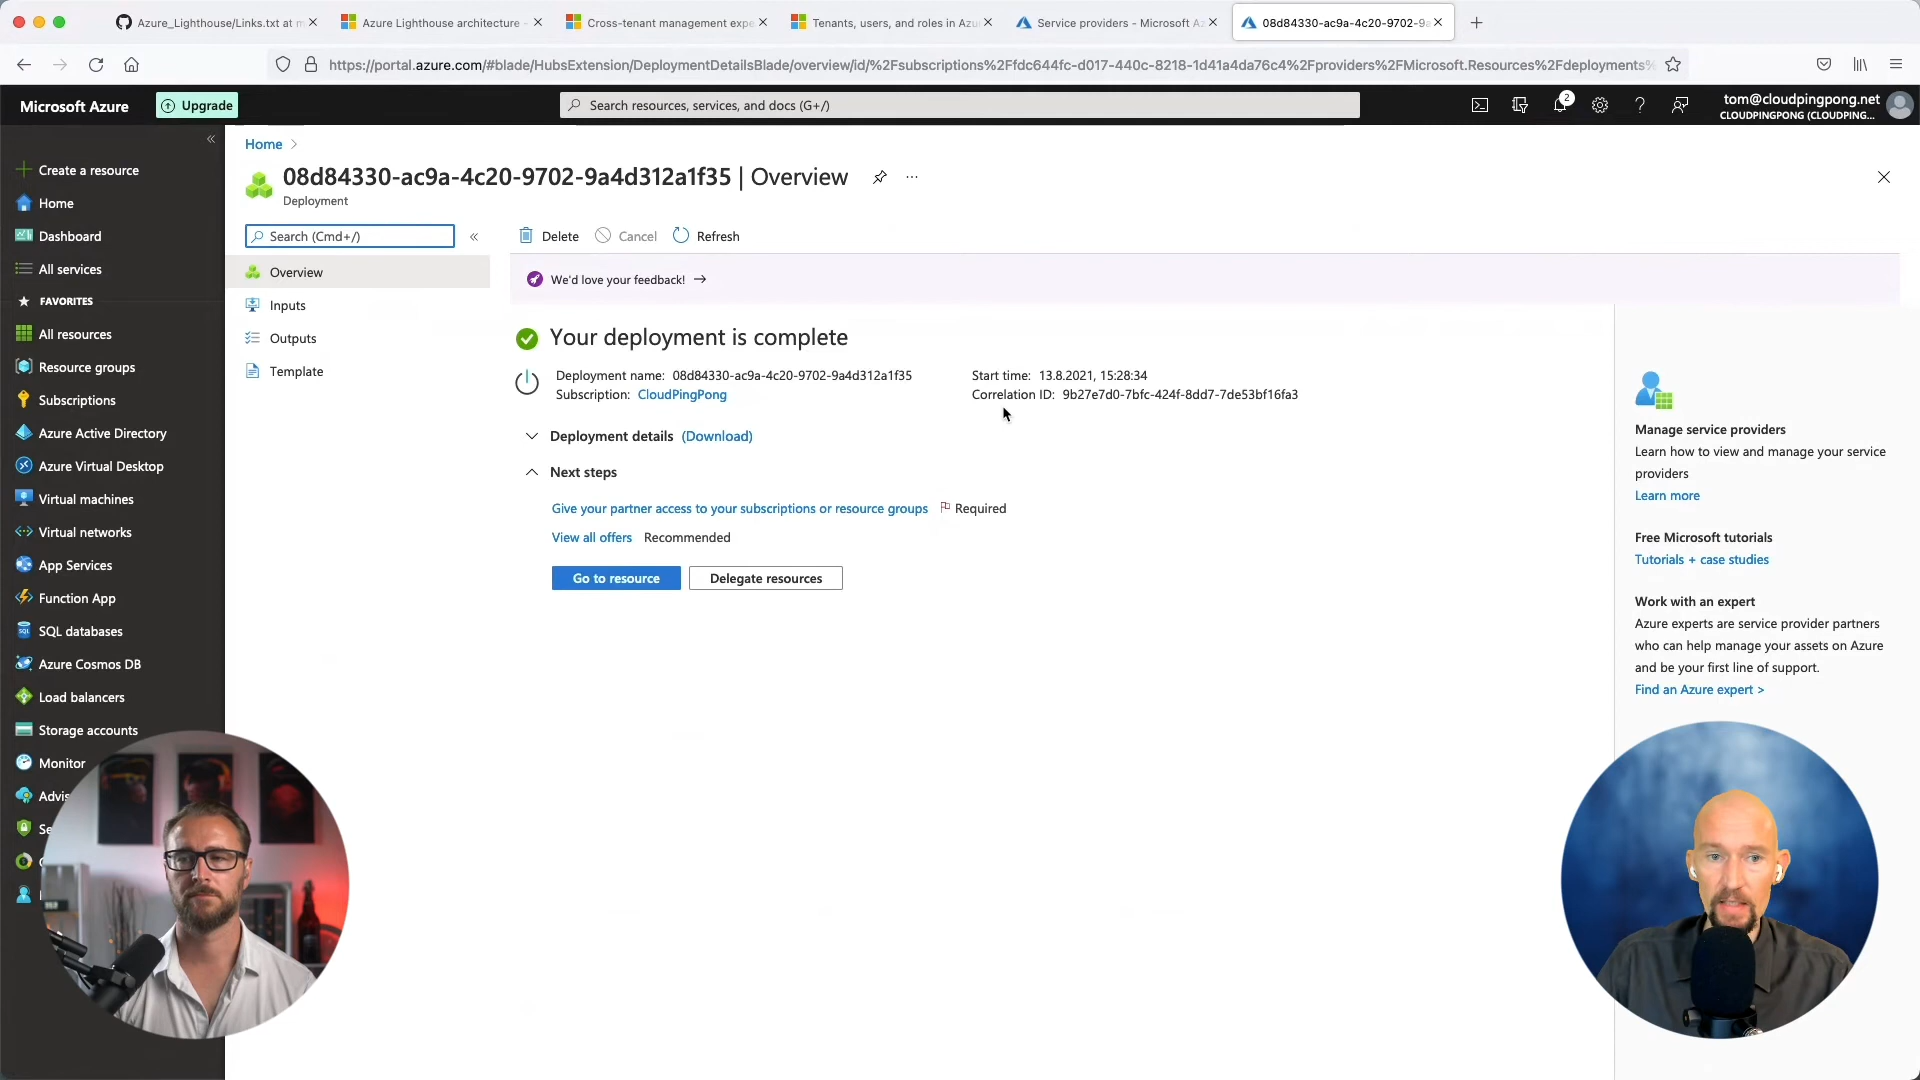 Azure_Lighthouse/Links.txt at m
Azure Lighthouse architecture -
Cross-tenant management expe
Tenants, users, and roles in Azu
Service providers - Microsoft Az
08d84330-ac9a-4c20-9702-9a
https://portal.azure.com/#blade/HubsExtension/DeploymentDetailsBlade/overview/id/%2Fsubscriptions%2Ffdc644fc-d017-440c-8218-1d41a4da76c4%2Fproviders%2FMicrosoft.Resources%2Fdeployments%
Microsoft Azure
Upgrade
Search resources, services, and docs (G+/)
2
tom@cloudpingpong.net
CLOUDPINGPONG (CLOUDPING...
Create a resource
Home
Dashboard
All services
FAVORITES
All resources
Resource groups
Subscriptions
Azure Active Directory
Azure Virtual Desktop
Virtual machines
Virtual networks
App Services
Function App
SQL databases
Azure Cosmos DB
Load balancers
Storage accounts
Monitor
Advis
Se
Home
08d84330-ac9a-4c20-9702-9a4d312a1f35 | Overview
Deployment
Search (Cmd+/)
Overview
Inputs
Outputs
Template
Delete
Cancel
Refresh
We'd love your feedback!
Your deployment is complete
Deployment name: 08d84330-ac9a-4c20-9702-9a4d312a1f35
Subscription: CloudPingPong
Start time: 13.8.2021, 15:28:34
Correlation ID: 9b27e7d0-7bfc-424f-8dd7-7de53bf16fa3
Deployment details (Download)
Next steps
Give your partner access to your subscriptions or resource groups Required
View all offers Recommended
Go to resource
Delegate resources
Manage service providers
Learn how to view and manage your service
providers
Learn more
Free Microsoft tutorials
Tutorials + case studies
Work with an expert
Azure experts are service provider partners
who can help manage your assets on Azure
and be your first line of support.
Find an Azure expert >